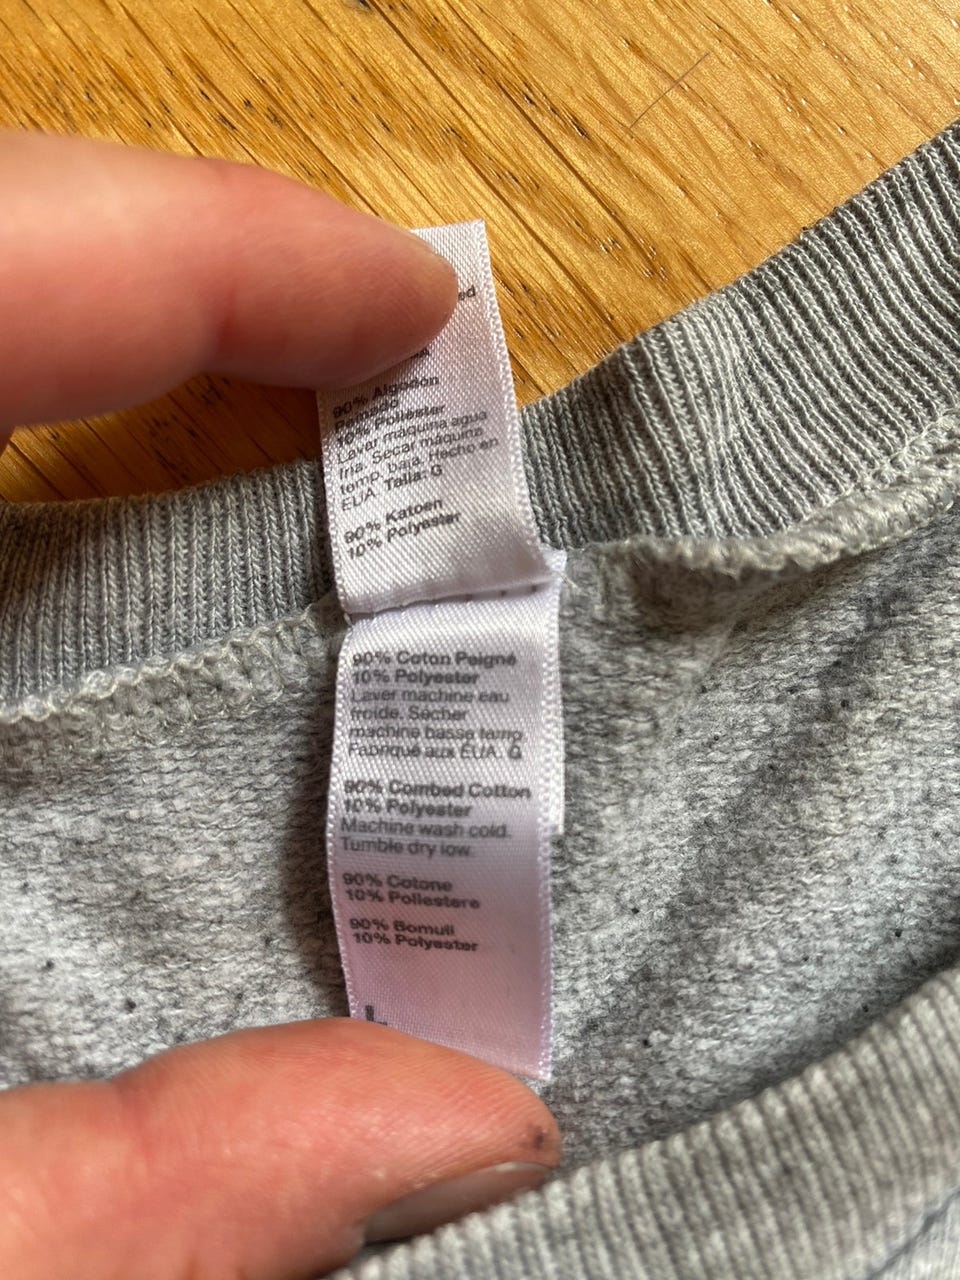 90% Algodón
Peinado
10% Poliéster
Lavar máquina agua
fría. Secar máquina
temp. baja. Hecho en
EUA. Talla: G
90% Katoen
10% Polyester
90% Coton Peigné
10% Polyester
Laver machine eau
froide. Sécher
machine basse temp
Fabriqué aux ÉUA. G
90% Combed Cotton
10% Polyester
Machine wash cold.
Tumble dry low
90% Cotone
10% Poliestere
90% Bomull
10% Polyester
L